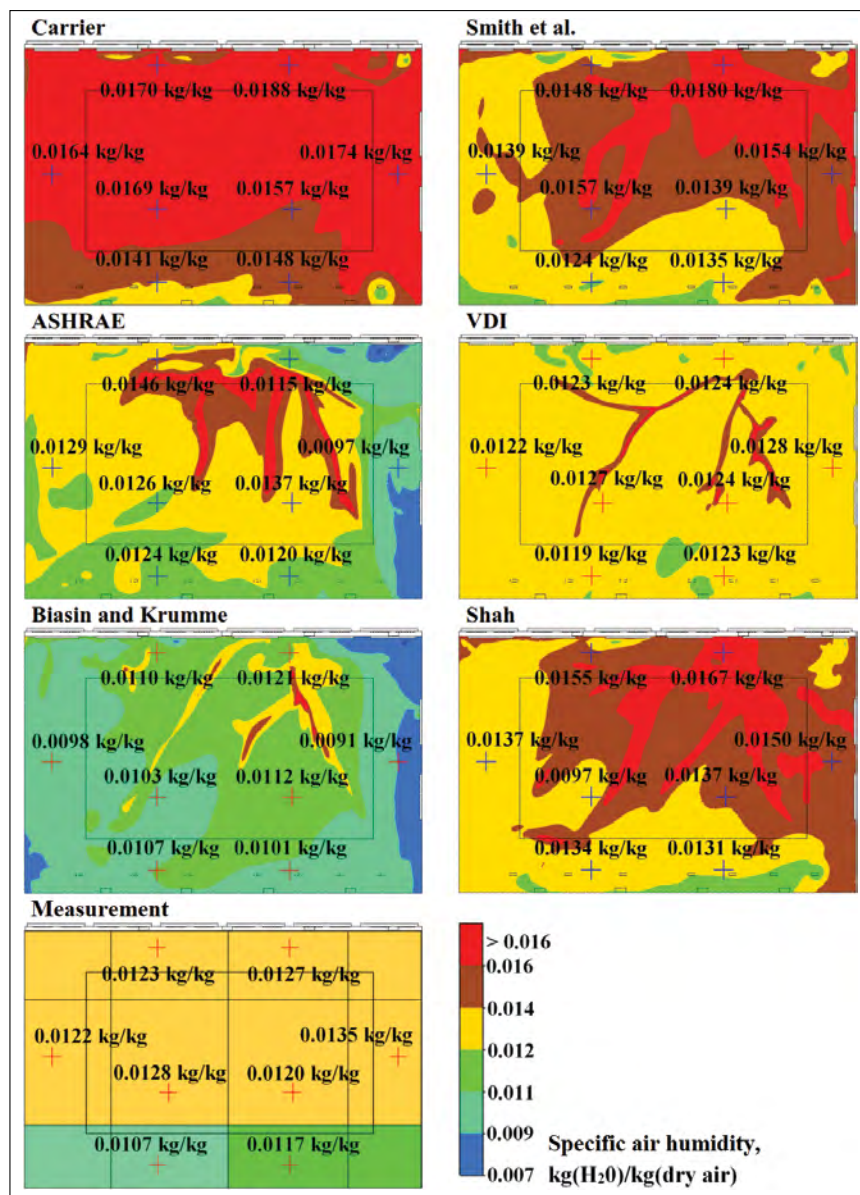 Carrier
Smith et al.
0.0170 kg/kg 0.0188 kg/kg
0.0164 kg/kg 0.0174 kg/kg
0.0169 kg/kg 0.0157 kg/kg
0.0141 kg/kg 0.0148 kg/kg
0.0148 kg/kg 0.0180 kg/kg
0.0139 kg/kg 0.0154 kg/kg
0.0157 kg/kg 0.0139 kg/kg
0.0124 kg/kg 0.0135 kg/kg
ASHRAE
VDI
0.0146 kg/kg 0.0115 kg/kg
0.0129 kg/kg 0.0097 kg/kg
0.0126 kg/kg 0.0137 kg/kg
0.0124 kg/kg 0.0120 kg/kg
0.0123 kg/kg 0.0124 kg/kg
0.0122 kg/kg 0.0128 kg/kg
0.0127 kg/kg 0.0124 kg/kg
0.0119 kg/kg 0.0123 kg/kg
Biasin and Krumme
Shah
0.0110 kg/kg 0.0121 kg/kg
0.0098 kg/kg 0.0091 kg/kg
0.0103 kg/kg 0.0112 kg/kg
0.0107 kg/kg 0.0101 kg/kg
0.0155 kg/kg 0.0167 kg/kg
0.0137 kg/kg 0.0150 kg/kg
0.0097 kg/kg 0.0137 kg/kg
0.0134 kg/kg 0.0131 kg/kg
Measurement
0.0123 kg/kg 0.0127 kg/kg
0.0122 kg/kg 0.0135 kg/kg
0.0128 kg/kg 0.0120 kg/kg
0.0107 kg/kg 0.0117 kg/kg
> 0.016
0.016
0.014
0.012
0.011
0.009
0.007
Specific air humidity,
kg(H₂0)/kg(dry air)